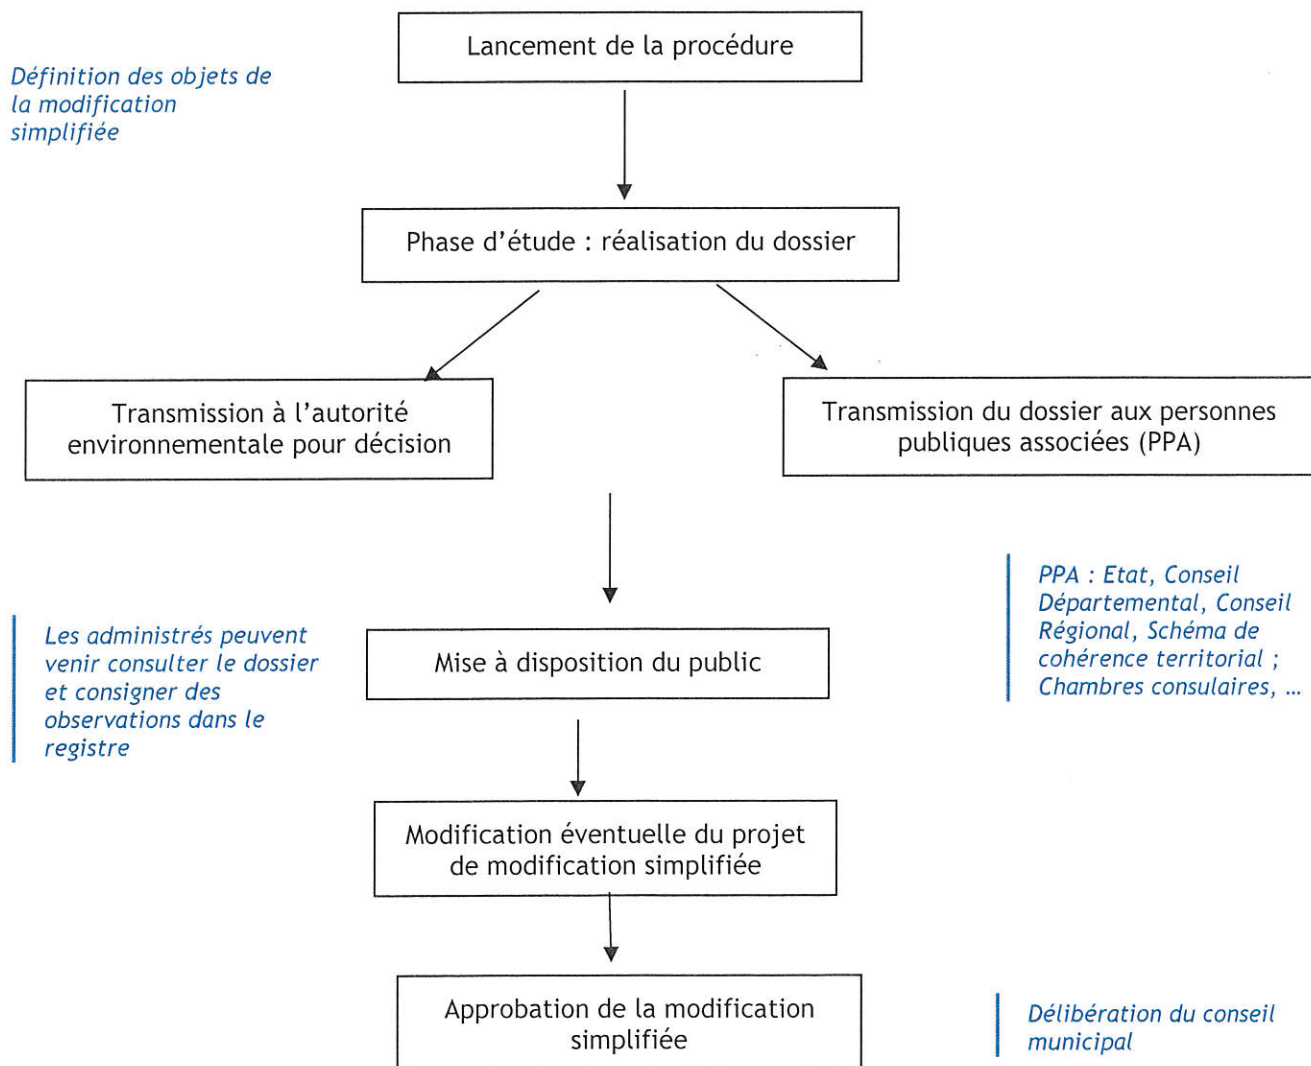 Lancement de la procédure
Définition des objets de
la modification
simplifiée
Phase d'étude : réalisation du dossier
Transmission à l'autorité
environnementale pour décision
Transmission du dossier aux personnes
publiques associées (PPA)
PPA : Etat, Conseil
Départemental, Conseil
Régional, Schéma de
cohérence territorial ;
Chambres consulaires, …
Les administrés peuvent
venir consulter le dossier
et consigner des
observations dans le
registre
Mise à disposition du public
Modification éventuelle du projet
de modification simplifiée
Approbation de la modification
simplifiée
Délibération du conseil
municipal